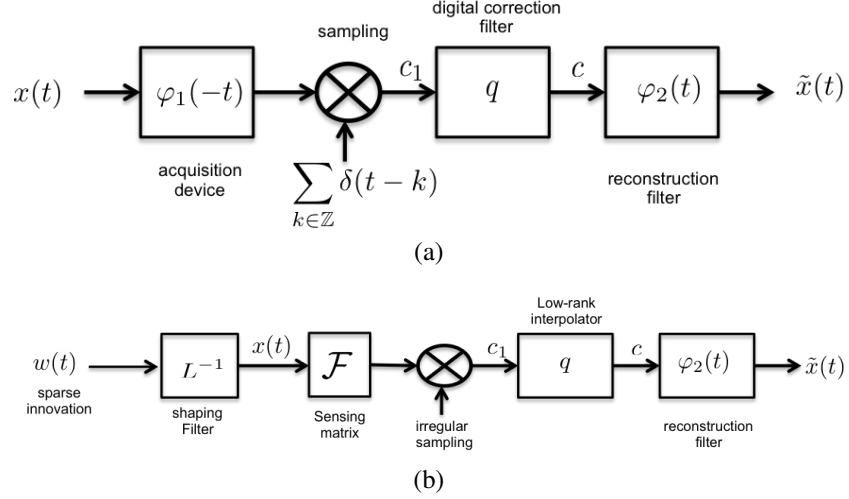 digital correction
filter
sampling
x(t)
φ₁(−t)
c₁
q
c
φ₂(t)
x̃(t)
acquisition
device
∑ δ(t − k)
k∈ℤ
reconstruction
filter
(a)
Low-rank
interpolator
w(t)
L⁻¹
x(t)
ℱ
c₁
q
c
φ₂(t)
x̃(t)
sparse
innovation
shaping
Filter
Sensing
matrix
irregular
sampling
reconstruction
filter
(b)